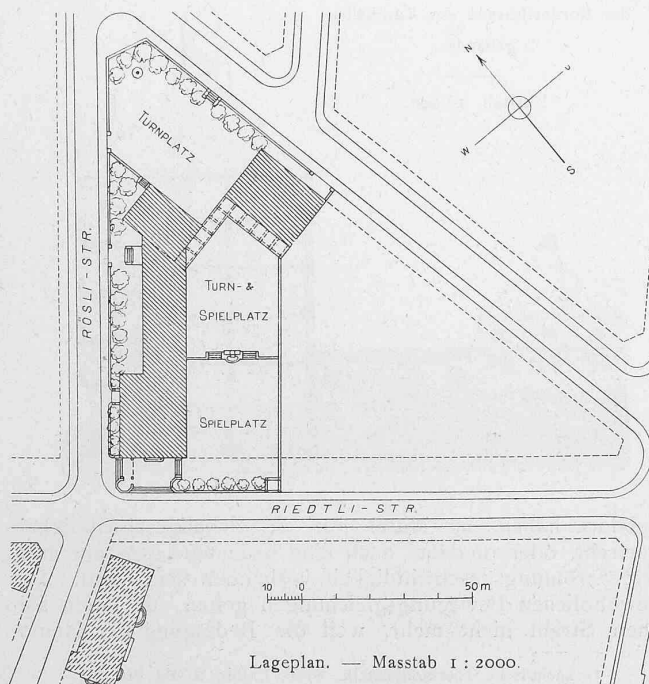 N
W
S
TURNPLATZ
RÖSLI-STR.
TURN- &
SPIELPLATZ
SPIELPLATZ
RIEDTLI-STR.
10 0 50 m
Lageplan. — Masstab 1 : 2000.